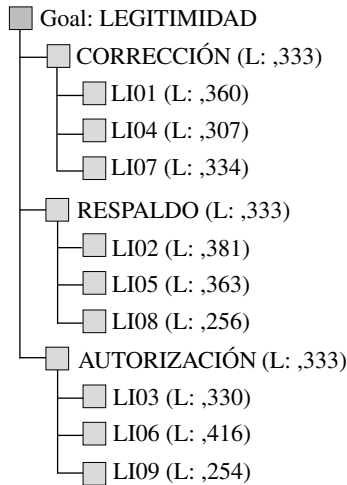 Goal: LEGITIMIDAD
CORRECCIÓN (L: ,333)
LI01 (L: ,360)
LI04 (L: ,307)
LI07 (L: ,334)
RESPALDO (L: ,333)
LI02 (L: ,381)
LI05 (L: ,363)
LI08 (L: ,256)
AUTORIZACIÓN (L: ,333)
LI03 (L: ,330)
LI06 (L: ,416)
LI09 (L: ,254)